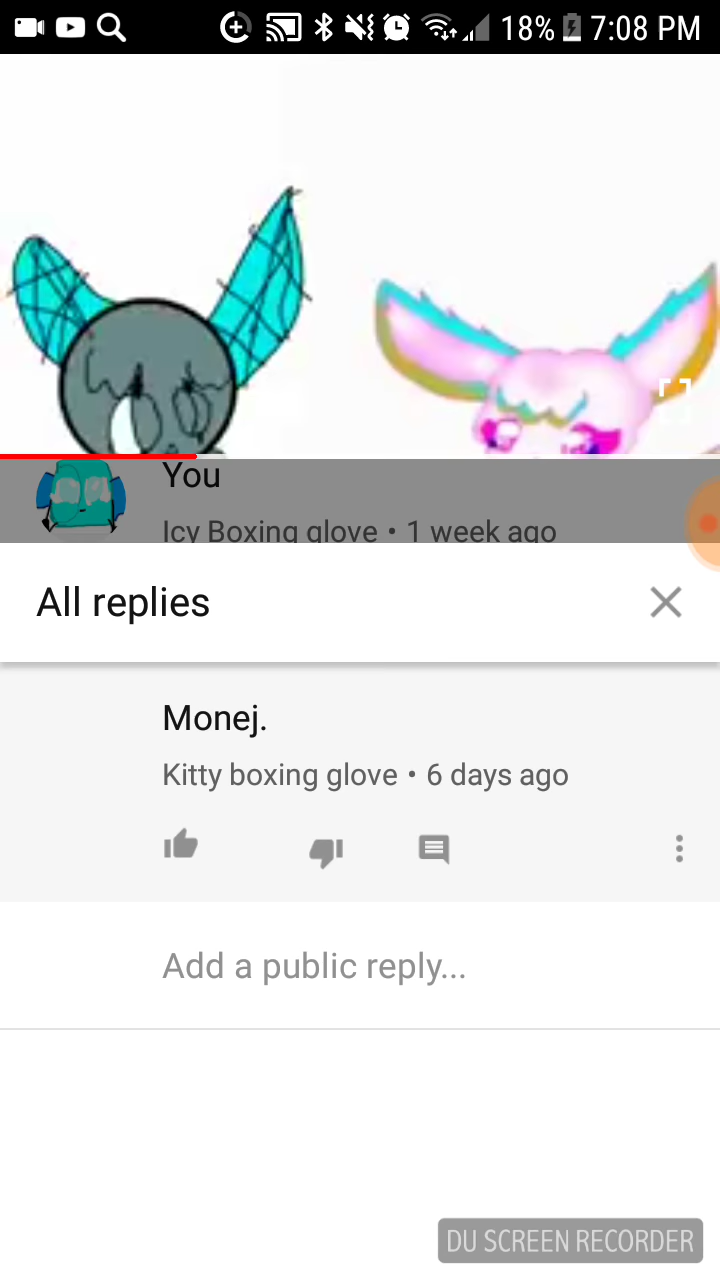 18% 7:08 PM
You
Icy Boxing glove • 1 week ago
All replies
Monej.
Kitty boxing glove • 6 days ago
Add a public reply...
DU SCREEN RECORDER